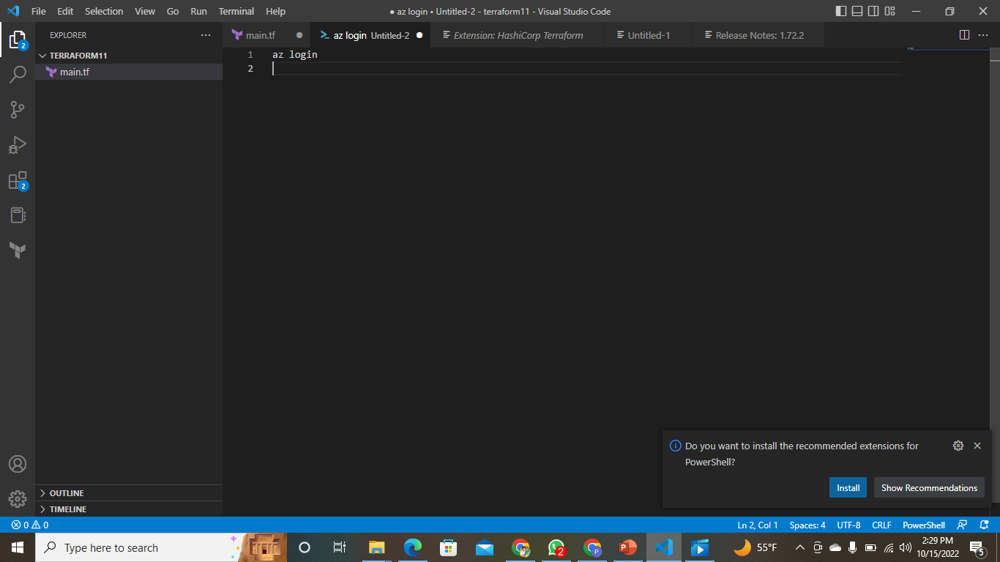 File Edit Selection View Go Run Terminal Help
● az login • Untitled-2 - terraform11 - Visual Studio Code
EXPLORER
main.tf
az login Untitled-2
Extension: HashiCorp Terraform
Untitled-1
Release Notes: 1.72.2
TERRAFORM11
main.tf
1 az login
2
2
2
Do you want to install the recommended extensions for
PowerShell?
Install
Show Recommendations
OUTLINE
TIMELINE
0 0
Ln 2, Col 1 Spaces: 4 UTF-8 CRLF PowerShell
Type here to search
2
P
P
55°F
2:29 PM
10/15/2022
5